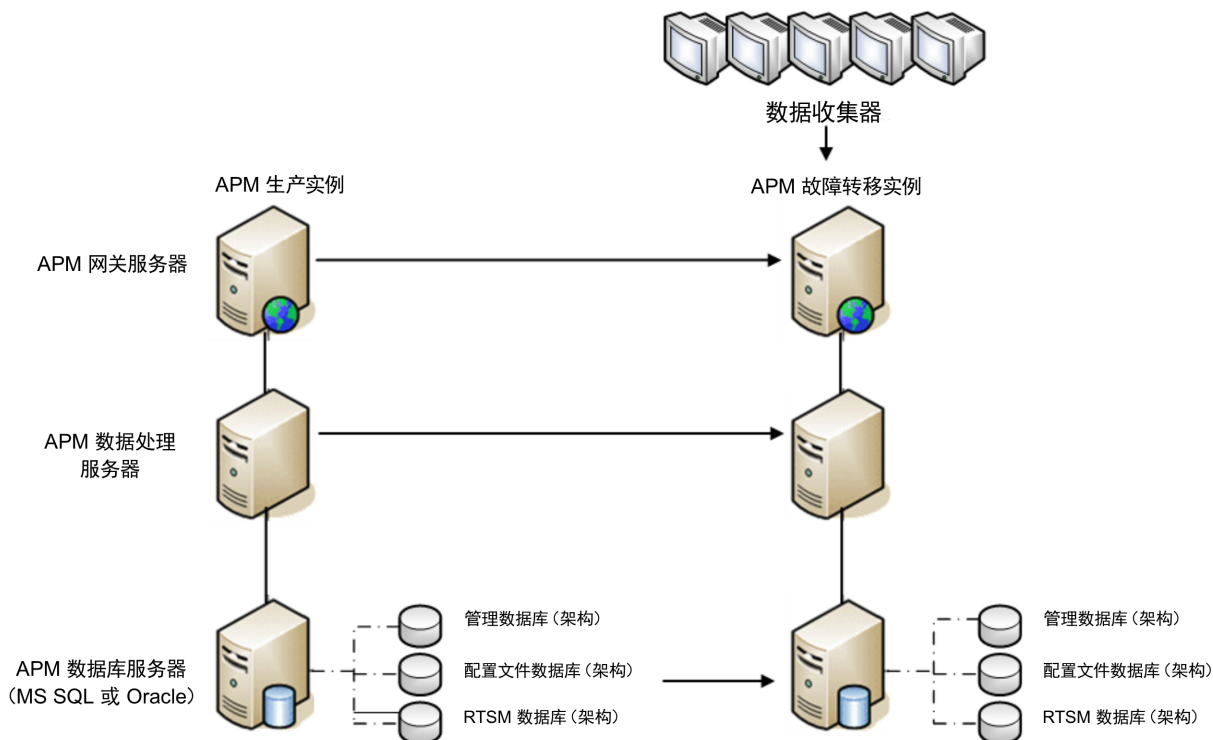 数据收集器
APM 生产实例
APM 故障转移实例
APM 网关服务器
APM 数据处理
服务器
APM 数据库服务器
（MS SQL 或 Oracle）
管理数据库（架构）
配置文件数据库（架构）
RTSM 数据库（架构）
管理数据库（架构）
配置文件数据库（架构）
RTSM 数据库（架构）